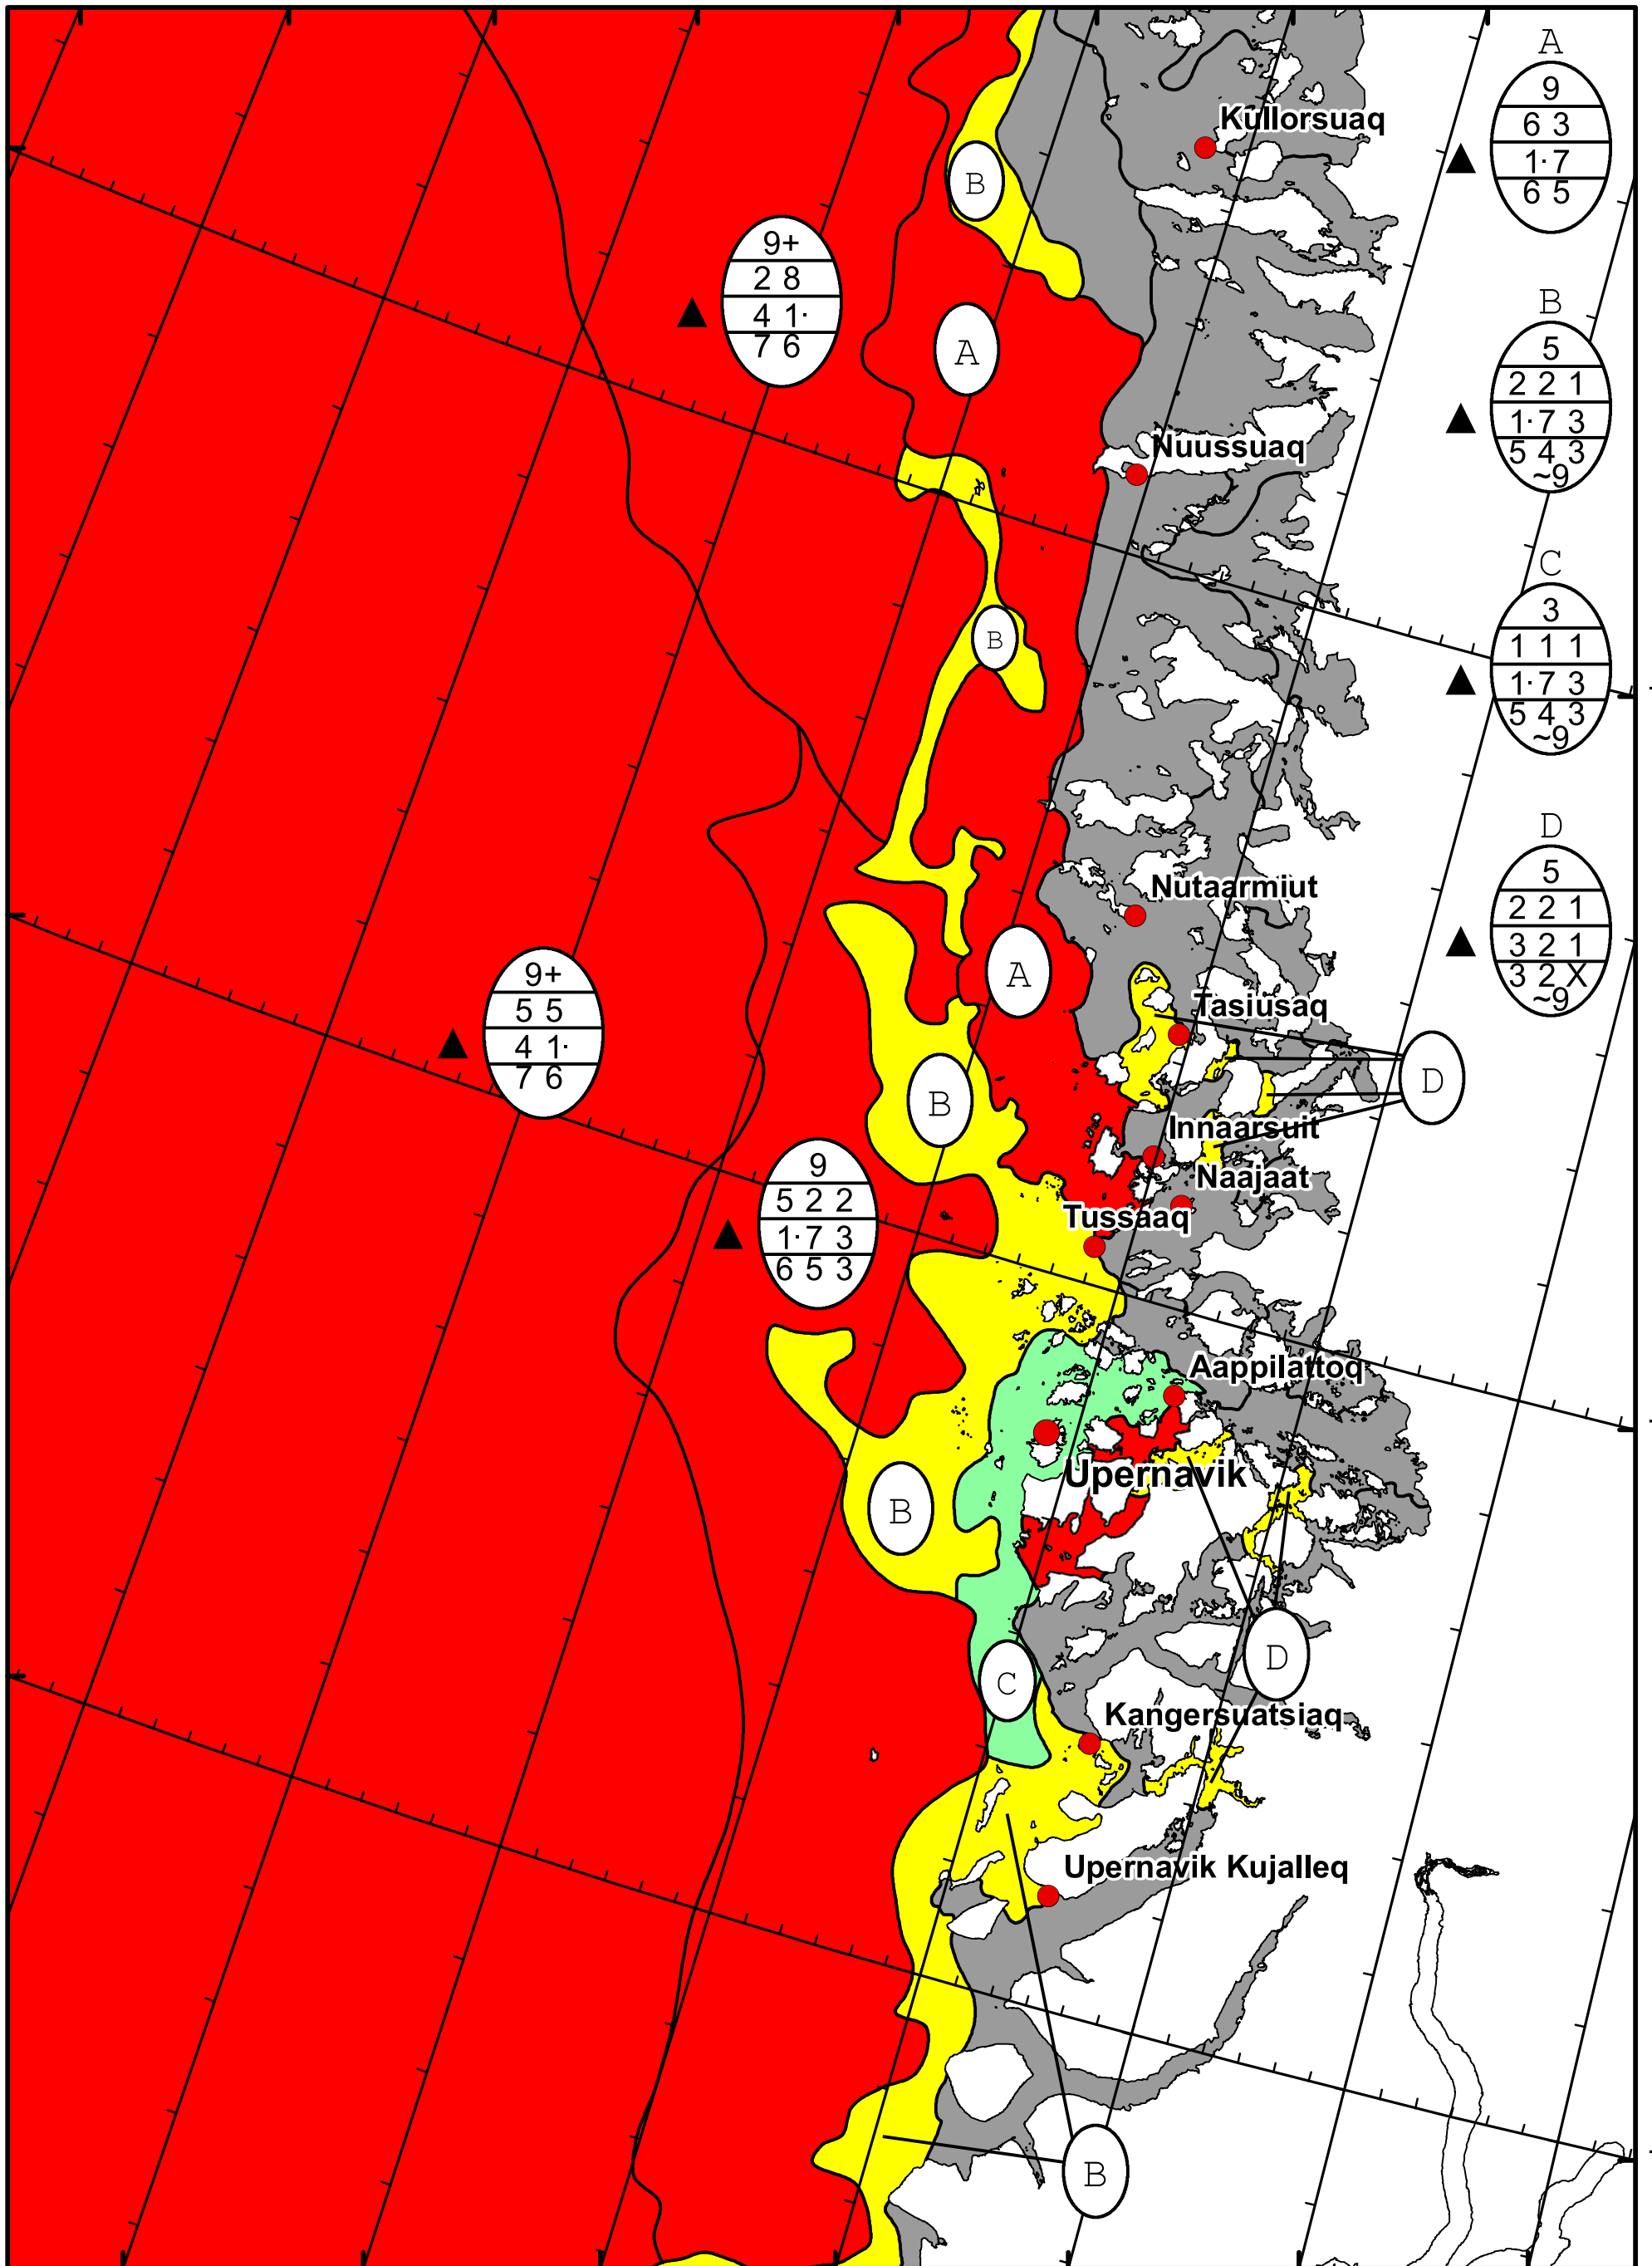 A
9
6 3
1· 7
6 5
Kullorsuaq
B
9+
2 8
4 1·
7 6
B
5
2 2 1
1· 7 3
5 4 3
~9
A
Nuussuaq
C
3
1 1 1
1· 7 3
5 4 3
~9
B
D
5
2 2 1
3 2 1
3 2 X
~9
Nutaarmiut
A
9+
5 5
4 1·
7 6
Tasiusaq
D
B
Innaarsuit
9
5 2 2
1· 7 3
6 5 3
Naajaat
Tussaaq
Aappilattoq
Upernavik
B
D
C
Kangersuatsiaq
Upernavik Kujalleq
B